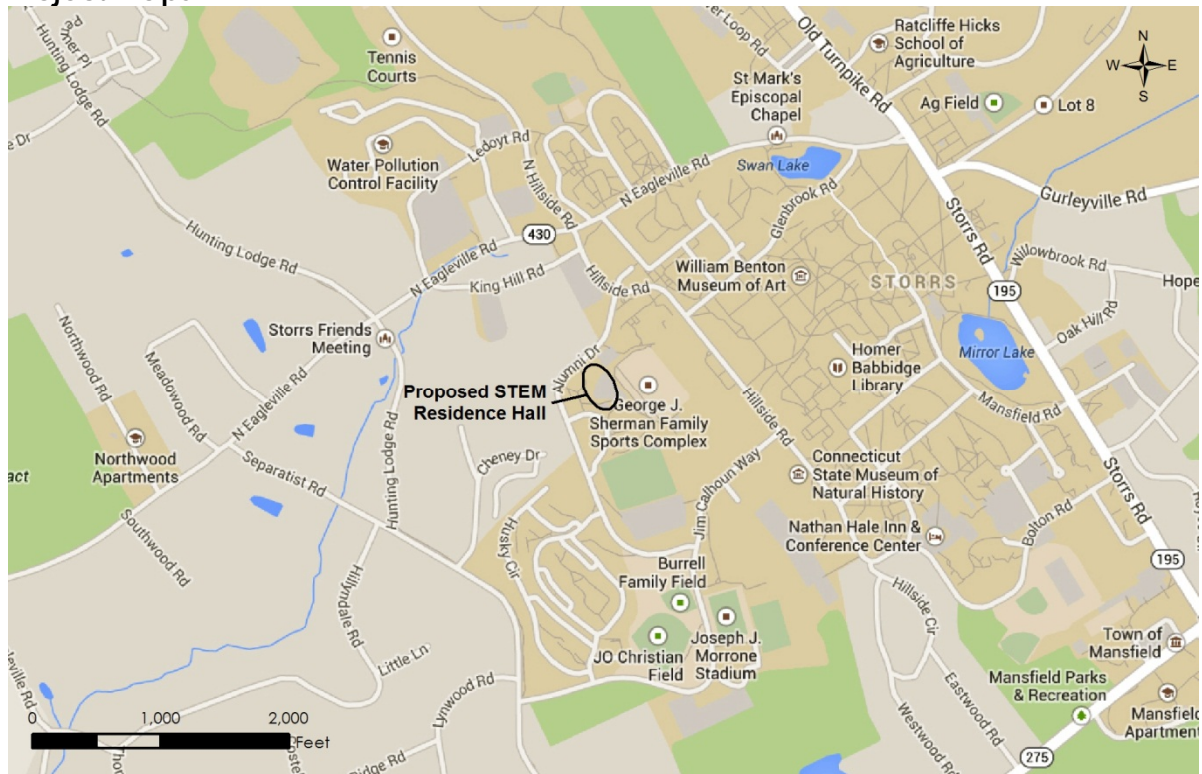 Tennis
Courts
Ratcliffe Hicks
School of
Agriculture
N
W
E
S
St Mark's
Episcopal
Chapel
Old Turnpike Rd
Ag Field
Lot 8
Hunting Lodge Rd
Water Pollution
Control Facility
Ledoyt Rd
N Hillside Rd
N Eagleville Rd
Swan Lake
Glenbrook Rd
Gurleyville Rd
Storrs Rd
Hunting Lodge Rd
430
N Eagleville Rd
King Hill Rd
Hillside Rd
William Benton
Museum of Art
STORRS
195
Willowbrook Rd
Hope
Oak Hill Rd
Storrs Friends
Meeting
Northwood Rd
Meadowood Rd
N Eagleville Rd
Alumni Dr
Proposed STEM
Residence Hall
George J.
Sherman Family
Sports Complex
Homer
Babbidge
Library
Mirror Lake
Mansfield Rd
Hillside Rd
Northwood
Apartments
Separatist Rd
Hunting Lodge Rd
Cheney Dr
Jim Calhoun Way
Connecticut
State Museum of
Natural History
Storrs Rd
Southwood Rd
Husky Cir
Nathan Hale Inn &
Conference Center
Bolton Rd
195
Hillyndale Rd
Burrell
Family Field
Hillside Cir
Little Ln
JO Christian
Field
Joseph J.
Morrone
Stadium
Town of
Mansfield
Lynwood Rd
Mansfield Parks
& Recreation
Eastwood Rd
Westwood Rd
Mansfield
Apartment
275
0
1,000
2,000
Feet